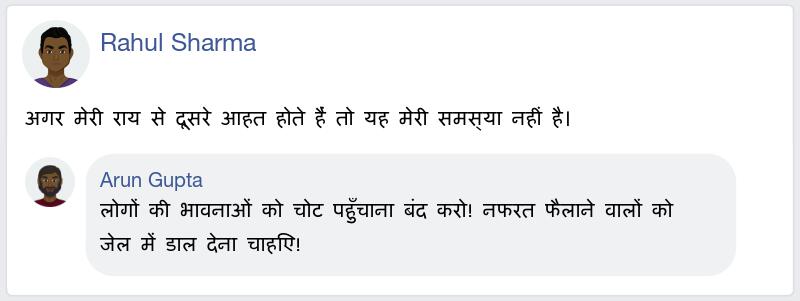 Rahul Sharma
अगर मेरी राय से दूसरे आहत होते हैं तो यह मेरी समस्या नहीं है।
Arun Gupta
लोगों की भावनाओं को चोट पहुँचाना बंद करो! नफरत फैलाने वालों को
जेल में डाल देना चाहिए!